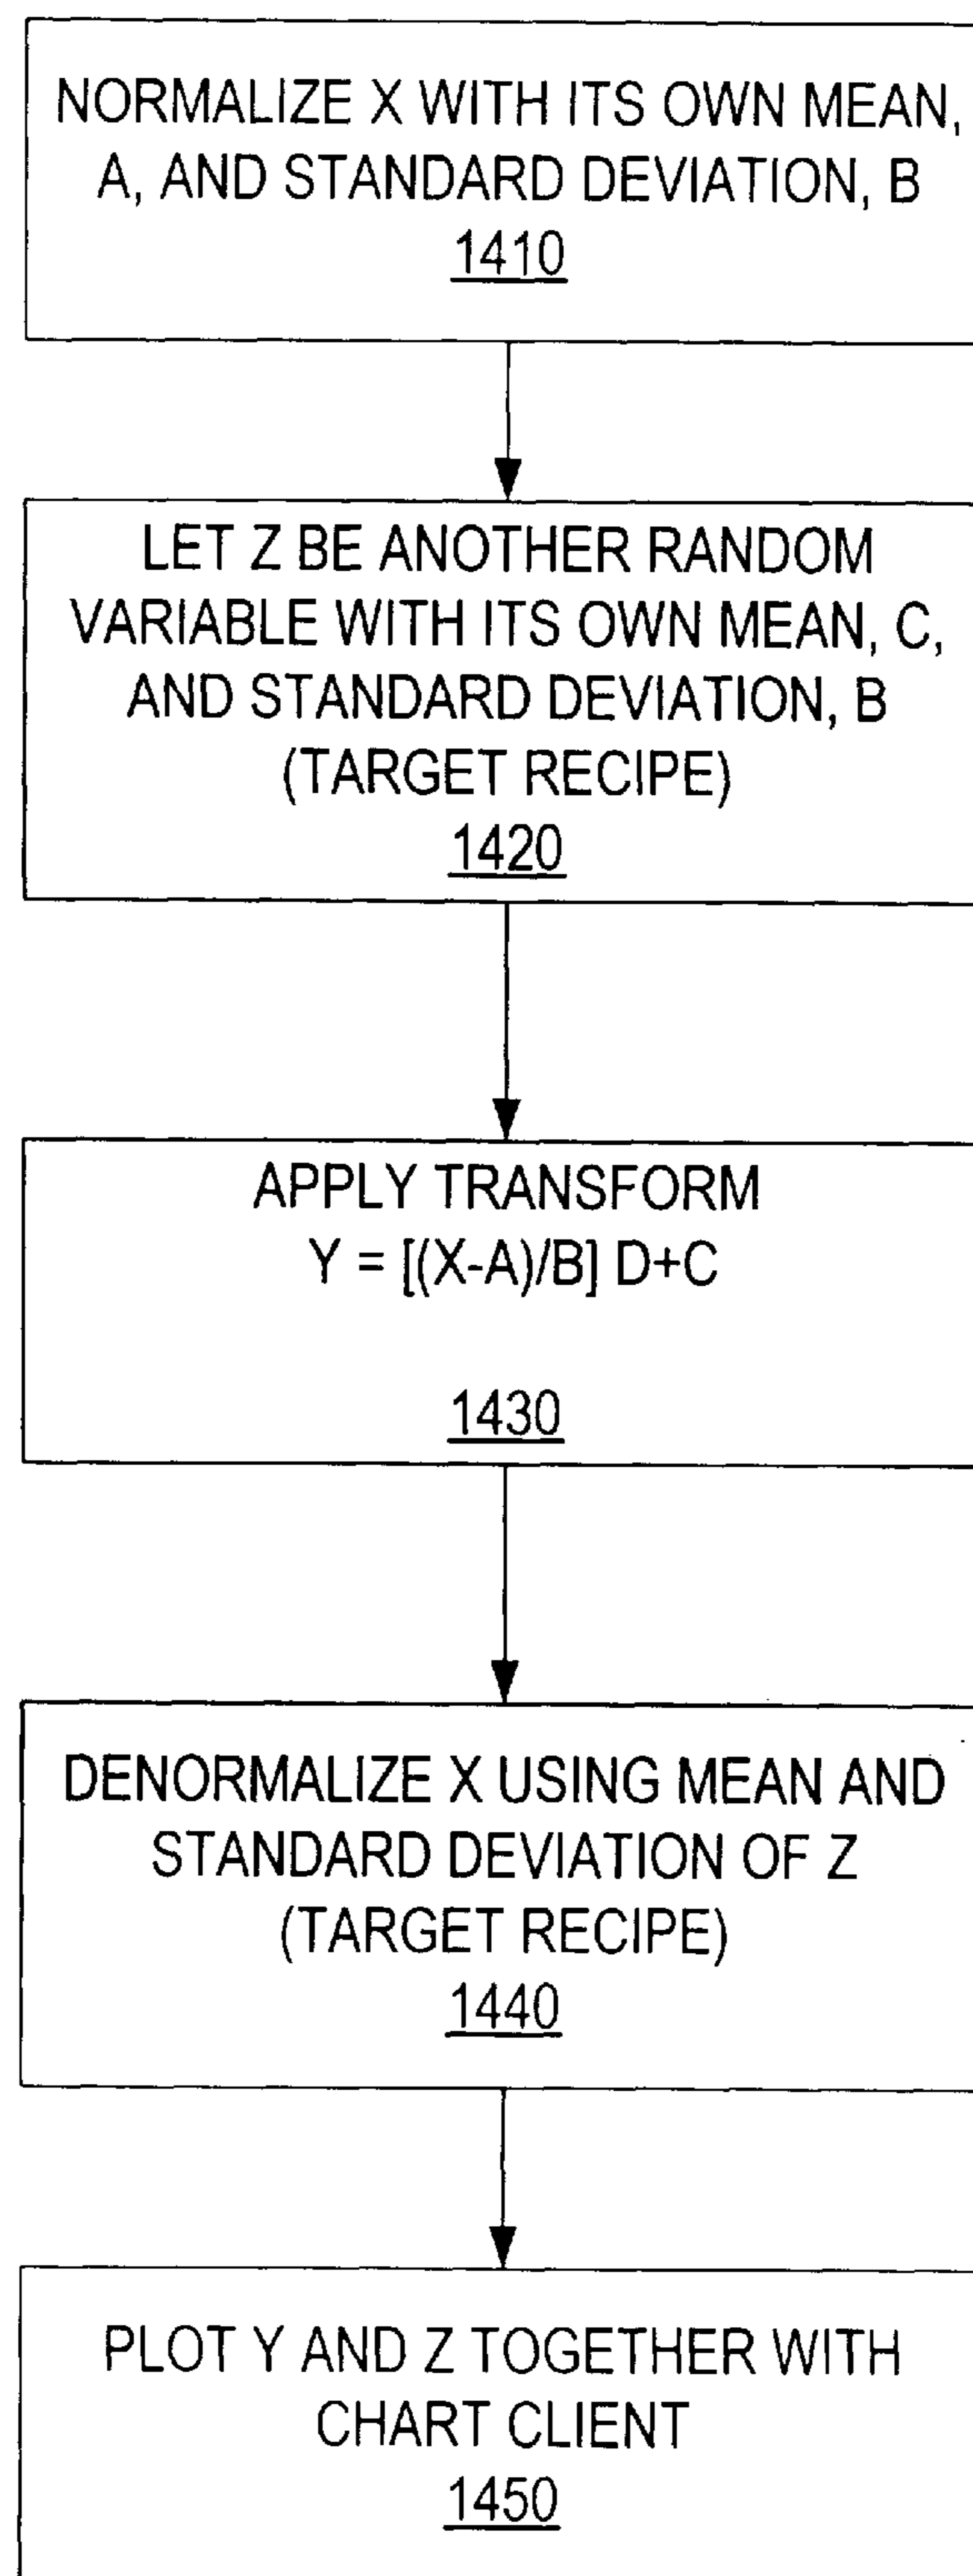 NORMALIZE X WITH ITS OWN MEAN,
A, AND STANDARD DEVIATION, B
1410
LET Z BE ANOTHER RANDOM
VARIABLE WITH ITS OWN MEAN, C,
AND STANDARD DEVIATION, B
(TARGET RECIPE)
1420
APPLY TRANSFORM
Y = [(X-A)/B] D+C
1430
DENORMALIZE X USING MEAN AND
STANDARD DEVIATION OF Z
(TARGET RECIPE)
1440
PLOT Y AND Z TOGETHER WITH
CHART CLIENT
1450